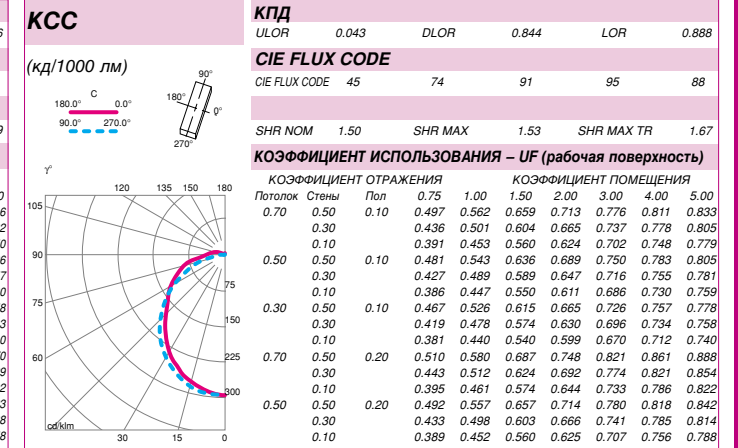 КСС
(кд/1000 лм)
C
180.0° 0.0°
90.0° 270.0°
90°
180°
0°
270°
γ°
120 135 150 180
105
90
75
60
75
150
225
300
cd/klm
30 15 0
КПД
ULOR 0.043 DLOR 0.844 LOR 0.888
CIE FLUX CODE
CIE FLUX CODE 45 74 91 95 88
SHR NOM 1.50 SHR MAX 1.53 SHR MAX TR 1.67
КОЭФФИЦИЕНТ ИСПОЛЬЗОВАНИЯ – UF (рабочая поверхность)
КОЭФФИЦИЕНТ ОТРАЖЕНИЯ КОЭФФИЦИЕНТ ПОМЕЩЕНИЯ
Потолок Стены Пол 0.75 1.00 1.50 2.00 3.00 4.00 5.00
0.70 0.50 0.10 0.497 0.562 0.659 0.713 0.776 0.811 0.833
0.30 0.436 0.501 0.604 0.665 0.737 0.778 0.805
0.10 0.391 0.453 0.560 0.624 0.702 0.748 0.779
0.50 0.50 0.10 0.481 0.543 0.636 0.689 0.750 0.783 0.805
0.30 0.427 0.489 0.589 0.647 0.716 0.755 0.781
0.10 0.386 0.447 0.550 0.611 0.686 0.730 0.759
0.30 0.50 0.10 0.467 0.526 0.615 0.665 0.726 0.757 0.778
0.30 0.419 0.478 0.574 0.630 0.696 0.734 0.758
0.10 0.381 0.440 0.540 0.599 0.670 0.712 0.740
0.70 0.50 0.20 0.510 0.580 0.687 0.748 0.821 0.861 0.888
0.30 0.443 0.512 0.624 0.692 0.774 0.821 0.854
0.10 0.395 0.461 0.574 0.644 0.733 0.786 0.822
0.50 0.50 0.20 0.492 0.557 0.657 0.714 0.780 0.818 0.842
0.30 0.433 0.498 0.603 0.666 0.741 0.785 0.814
0.10 0.389 0.452 0.560 0.625 0.707 0.756 0.788